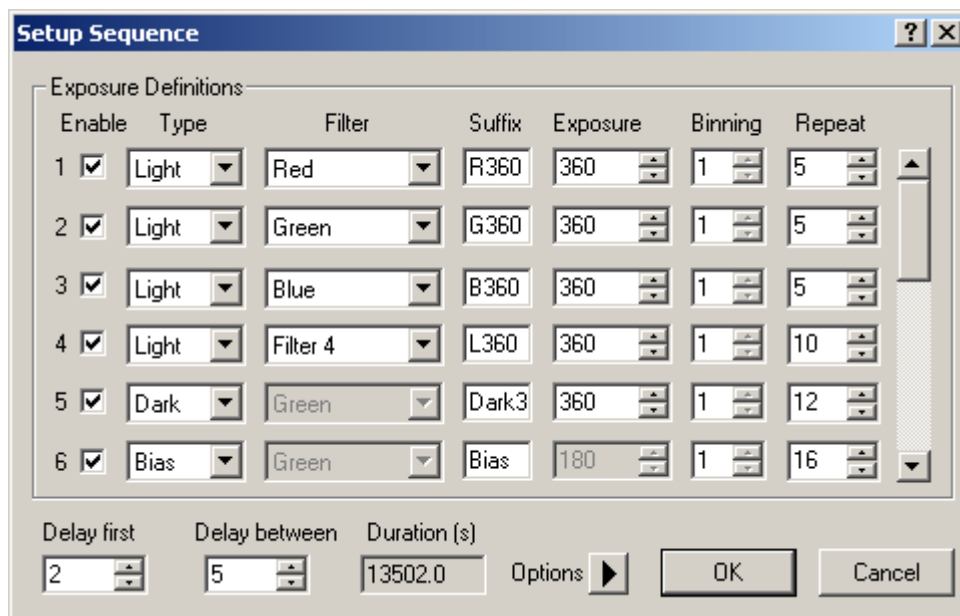 Setup Sequence
Exposure Definitions
Enable Type Filter Suffix Exposure Binning Repeat
1 Light Red R360 360 1 5
2 Light Green G360 360 1 5
3 Light Blue B360 360 1 5
4 Light Filter 4 L360 360 1 10
5 Dark Green Dark3 360 1 12
6 Bias Green Bias 180 1 16
Delay first Delay between Duration (s)
2 5 13502.0 Options OK Cancel